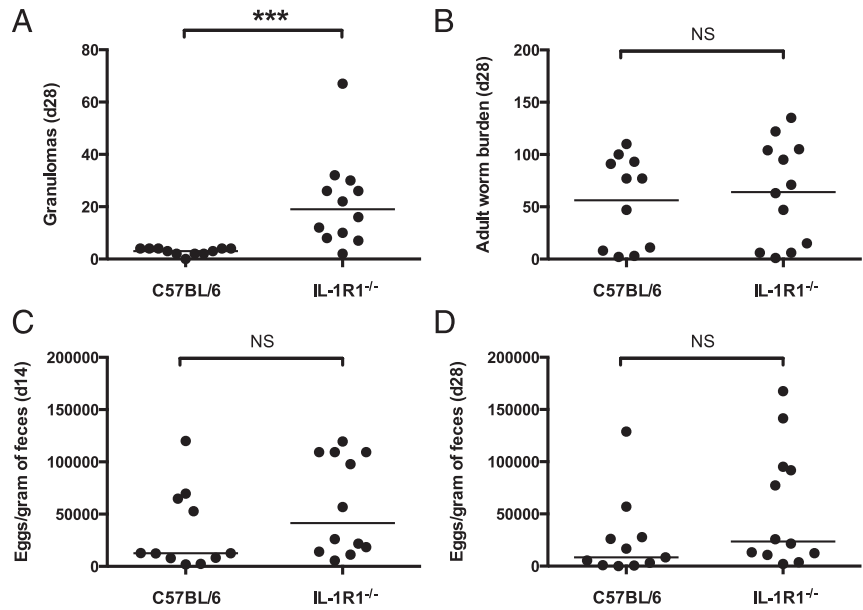 A
***
Granulomas (d28)
80
60
40
20
0
C57BL/6
IL-1R1-/-
B
NS
Adult worm burden (d28)
200
150
100
50
0
C57BL/6
IL-1R1-/-
C
NS
Eggs/gram of feces (d14)
200000
150000
100000
50000
0
C57BL/6
IL-1R1-/-
D
NS
Eggs/gram of feces (d28)
200000
150000
100000
50000
0
C57BL/6
IL-1R1-/-